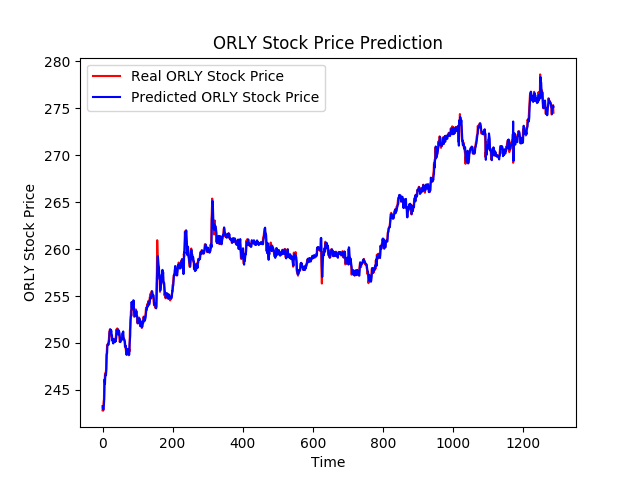 ORLY Stock Price Prediction
Real ORLY Stock Price
Predicted ORLY Stock Price
280
275
270
265
260
255
250
245
ORLY Stock Price
0 200 400 600 800 1000 1200
Time